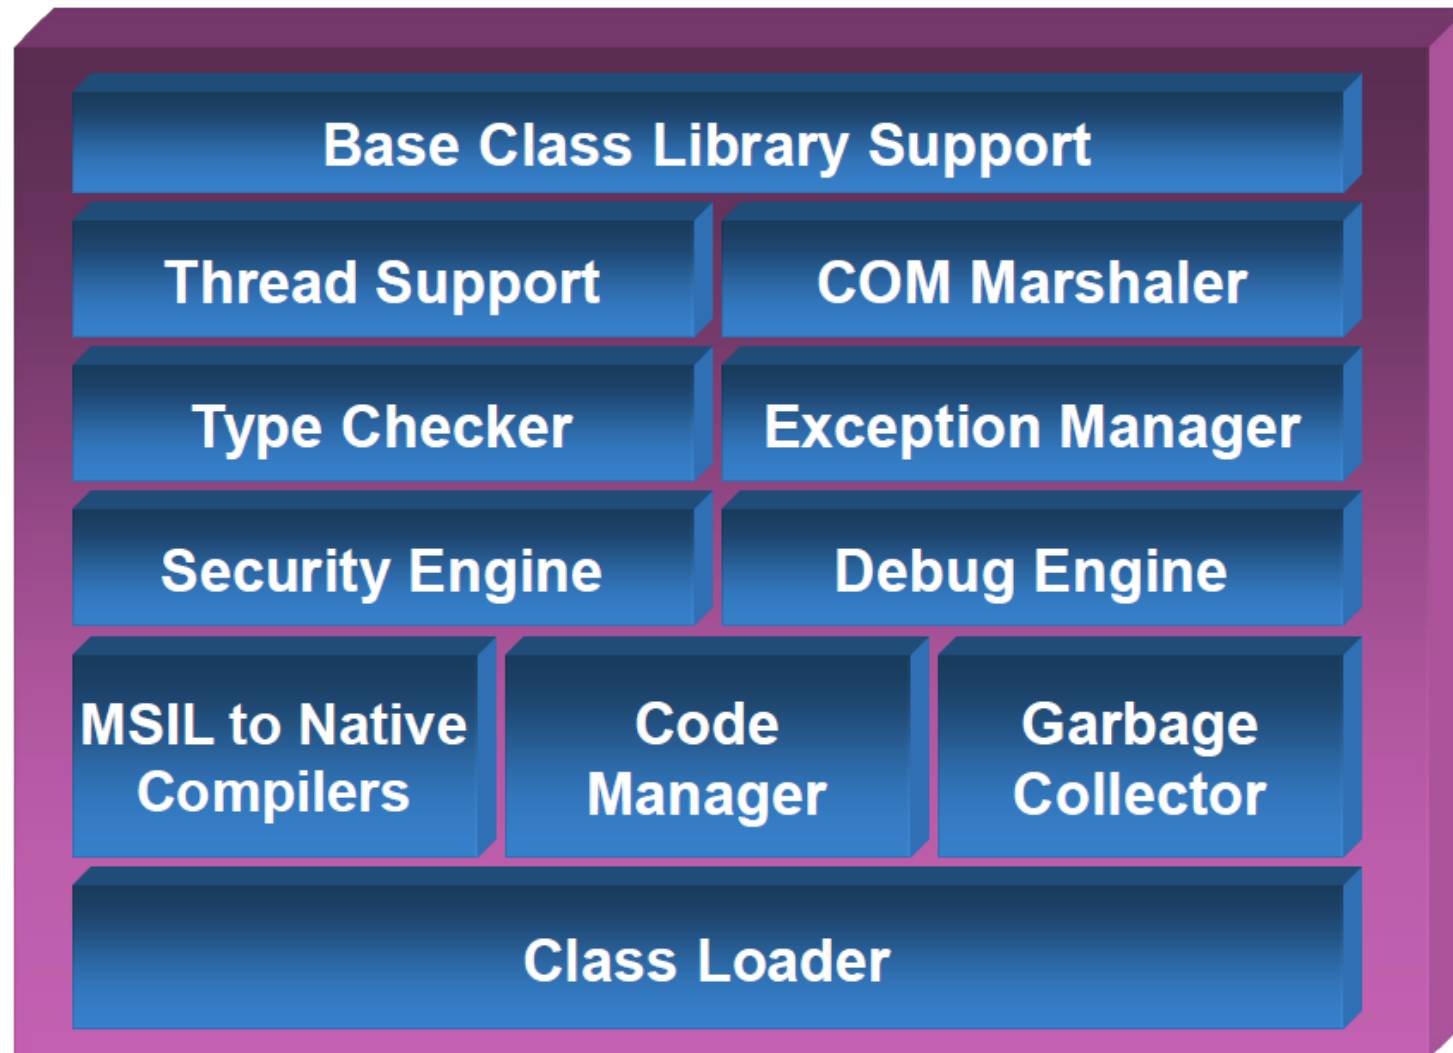 Base Class Library Support
Thread Support
COM Marshaler
Type Checker
Exception Manager
Security Engine
Debug Engine
MSIL to Native
Compilers
Code
Manager
Garbage
Collector
Class Loader